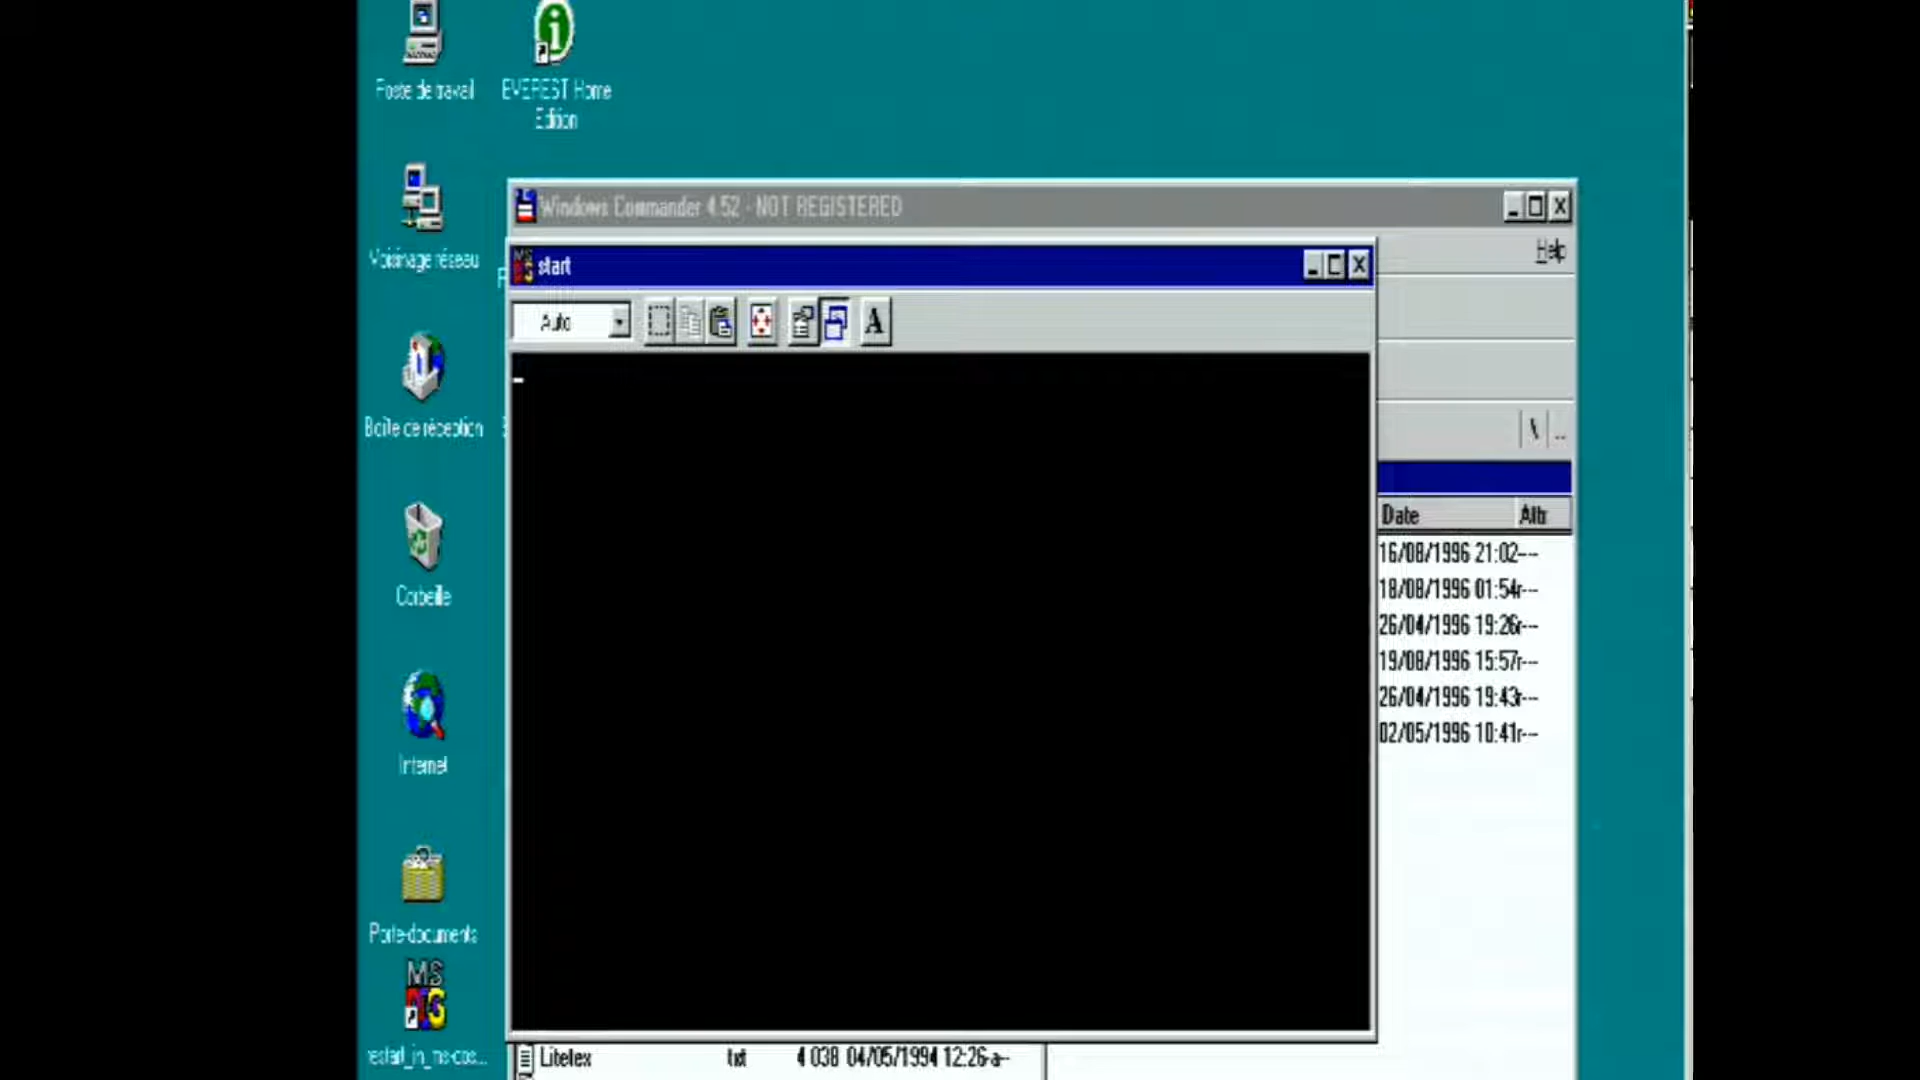 Poste de travail
EVEREST Home
Edition
Voisinage réseau
Boîte de réception
Corbeille
Internet
Porte-documents
MS
restart_in_ms-dos...
Windows Commander 4.52 - NOT REGISTERED
Help
start
Auto
A
\ ..
Date Attr
16/08/1996 21:02---
18/08/1996 01:54r---
26/04/1996 19:26r---
19/08/1996 15:57r---
26/04/1996 19:43r---
02/05/1996 10:41r---
Litelex txt 4 038 04/05/1994 12:26-a--